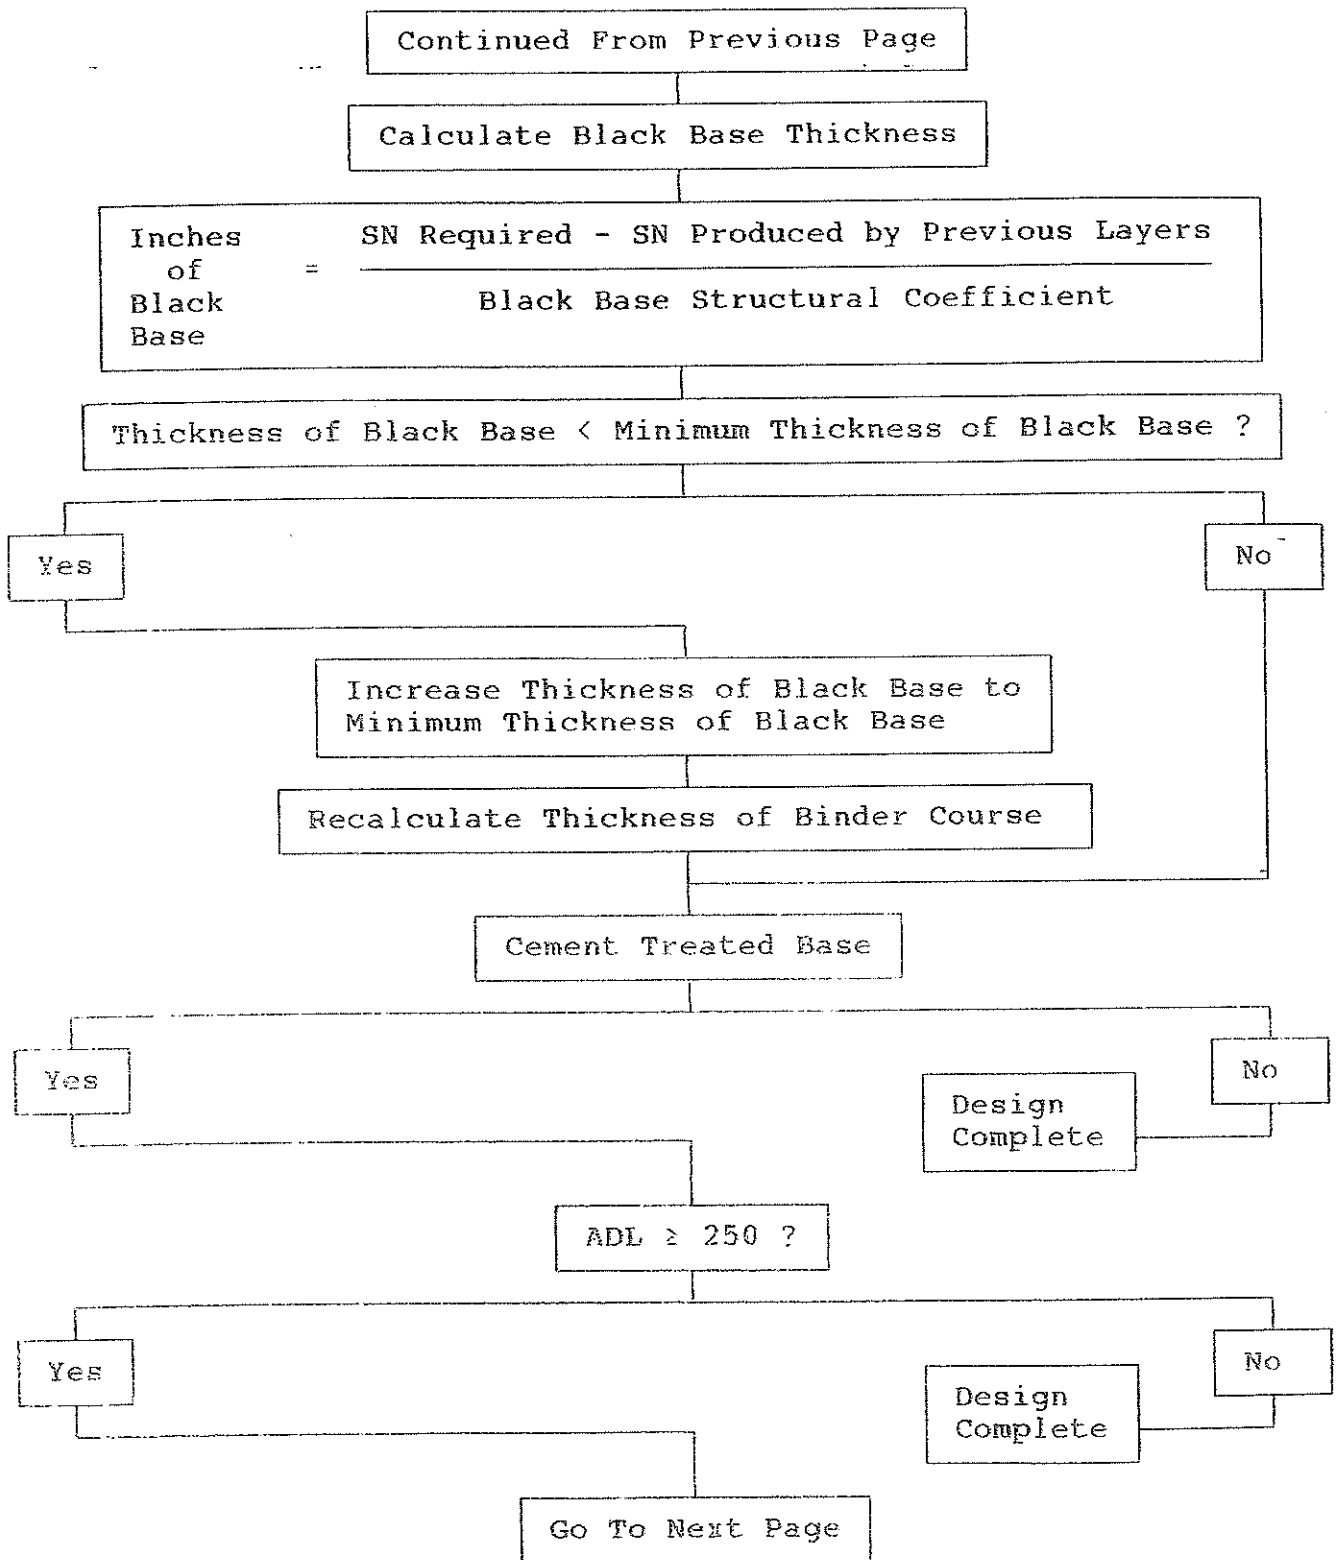 Continued From Previous Page
Calculate Black Base Thickness
Inches of Black Base = SN Required - SN Produced by Previous Layers
Black Base Structural Coefficient
Thickness of Black Base < Minimum Thickness of Black Base ?
Yes
No
Increase Thickness of Black Base to
Minimum Thickness of Black Base
Recalculate Thickness of Binder Course
Cement Treated Base
Yes
No
Design
Complete
ADL ≥ 250 ?
Yes
No
Design
Complete
Go To Next Page